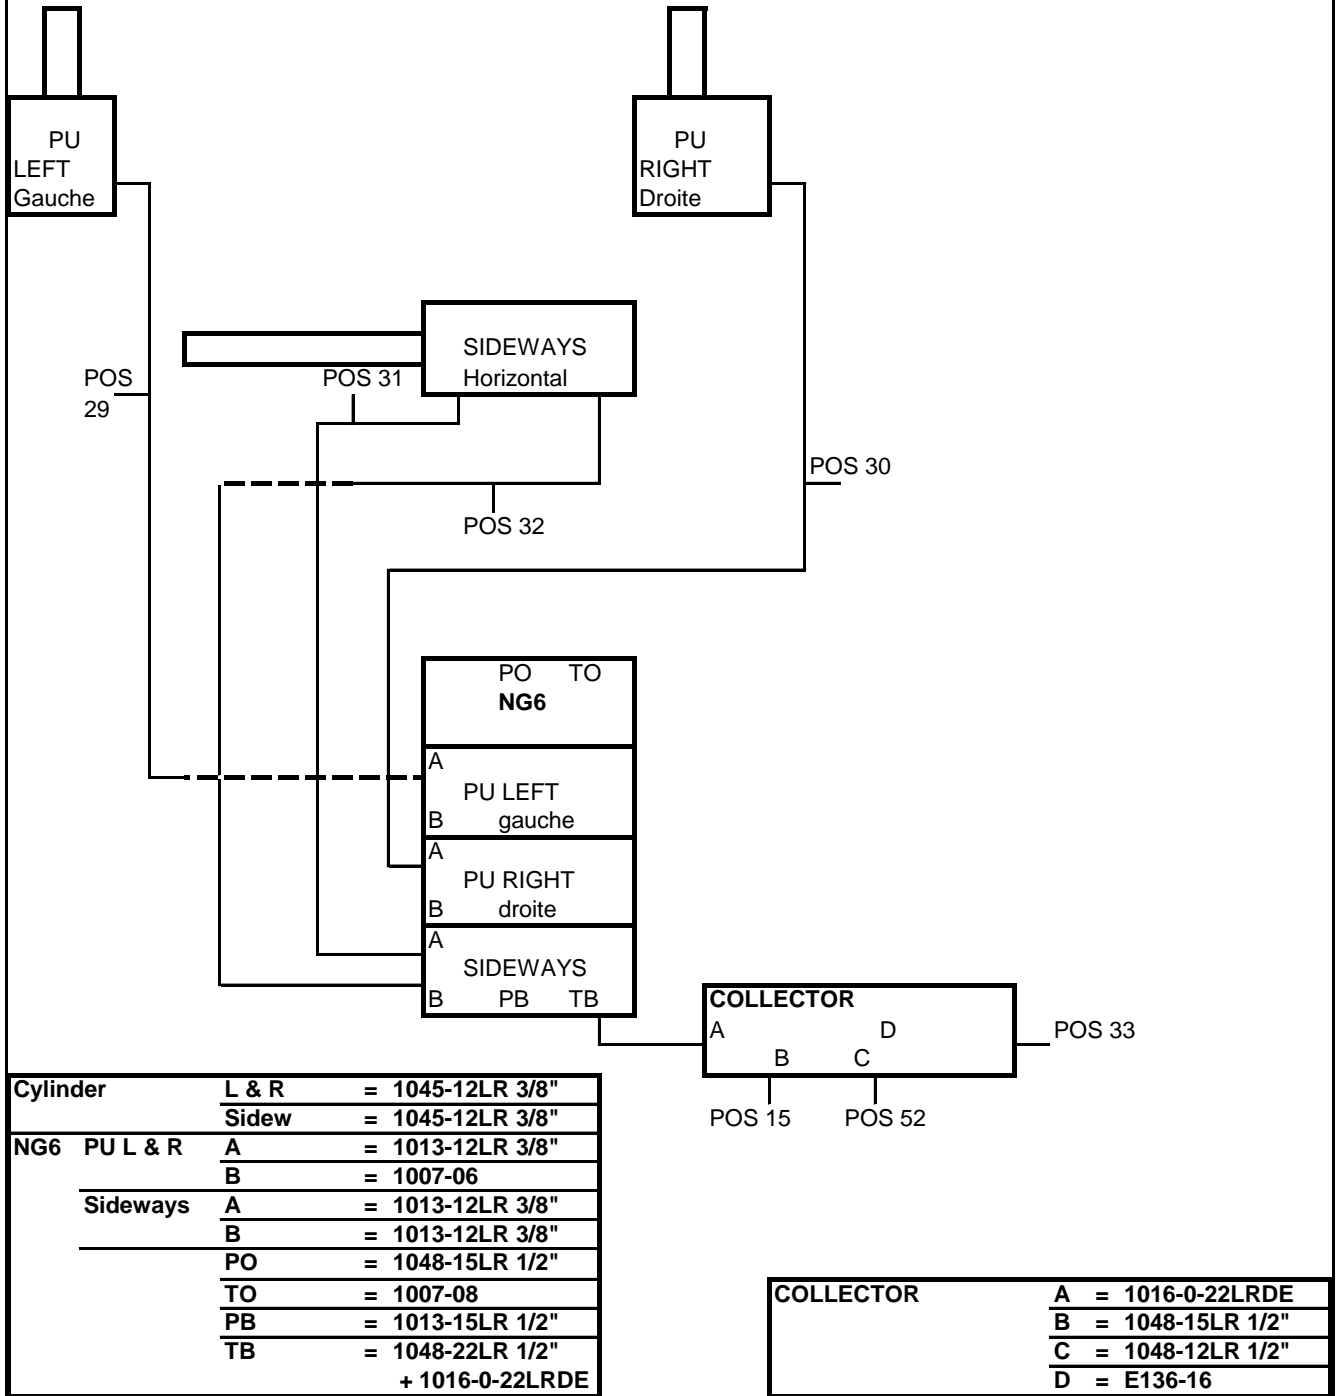 PU
LEFT
Gauche
PU
RIGHT
Droite
SIDEWAYS
Horizontal
POS
29
POS 31
POS 30
POS 32
PO TO
NG6
A
PU LEFT
B gauche
A
PU RIGHT
B droite
A
SIDEWAYS
B PB TB
COLLECTOR
A D
B C
POS 33
POS 15 POS 52
Cylinder L & R = 1045-12LR 3/8"
Sidew = 1045-12LR 3/8"
NG6 PU L & R A = 1013-12LR 3/8"
B = 1007-06
Sideways A = 1013-12LR 3/8"
B = 1013-12LR 3/8"
PO = 1048-15LR 1/2"
TO = 1007-08
PB = 1013-15LR 1/2"
TB = 1048-22LR 1/2"
+ 1016-0-22LRDE
COLLECTOR A = 1016-0-22LRDE
B = 1048-15LR 1/2"
C = 1048-12LR 1/2"
D = E136-16